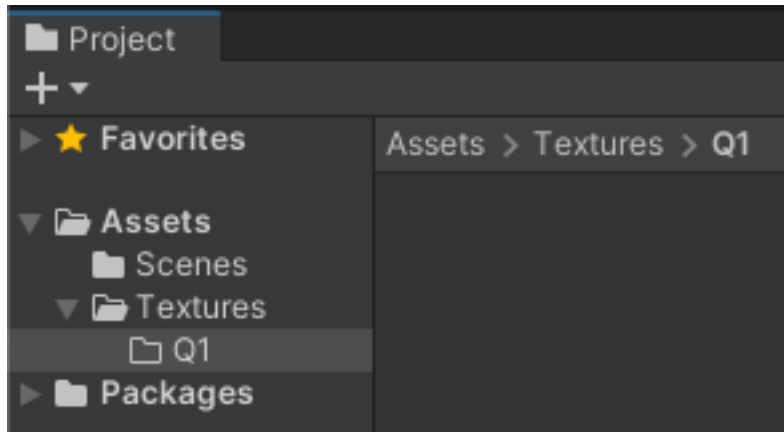 Project
Favorites
Assets > Textures > Q1
Assets
Scenes
Textures
Q1
Packages